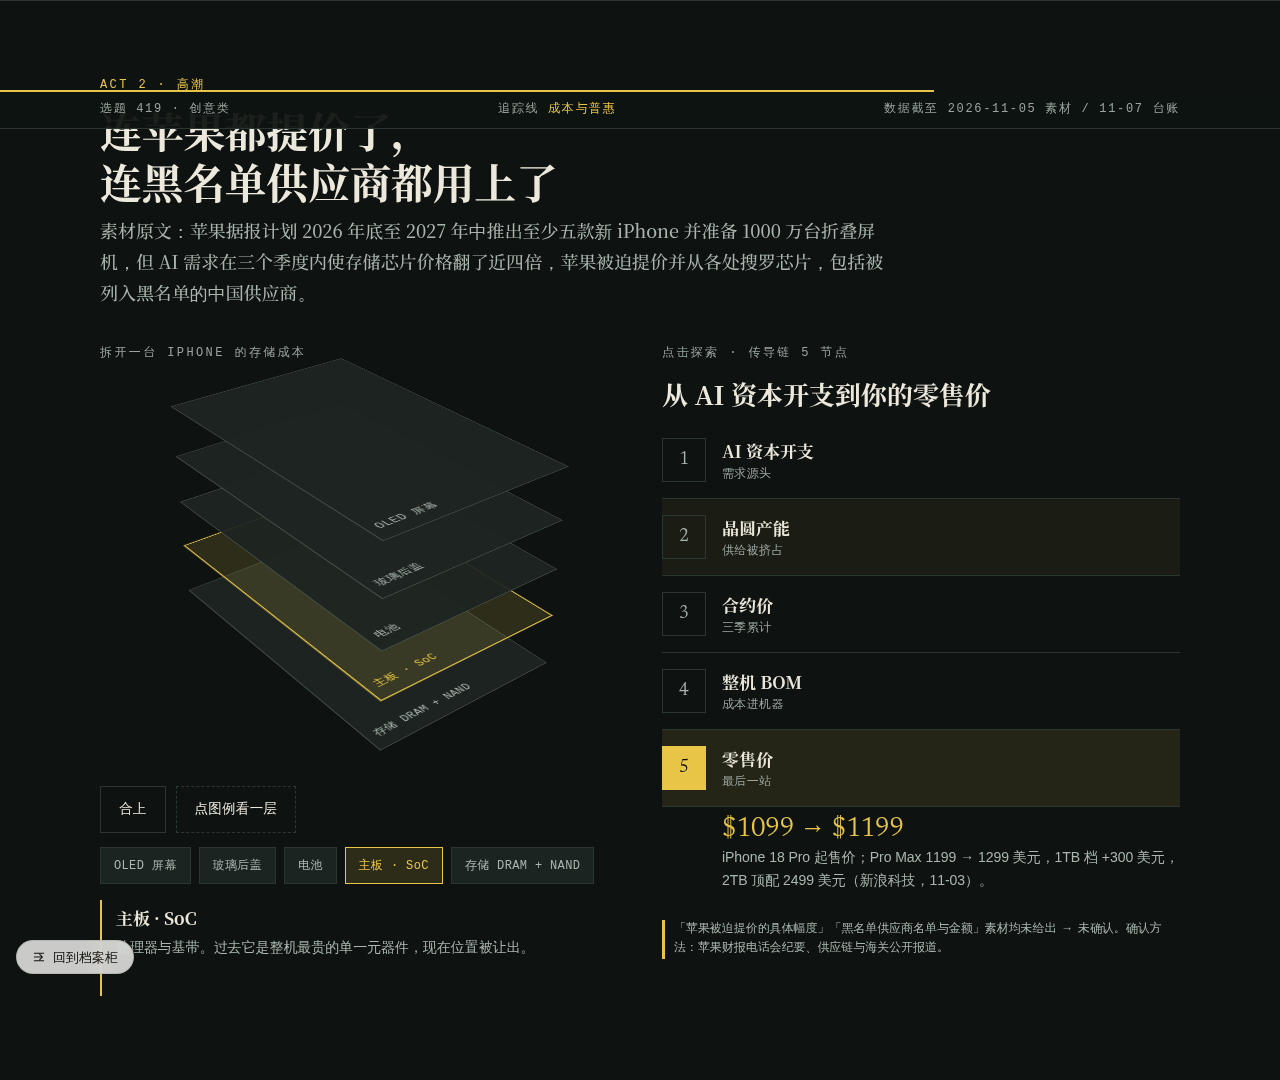 ACT 2 · 高潮
选题 419 · 创意类
追踪线 成本与普惠
数据截至 2026-11-05 素材 / 11-07 台账
连苹果都提价了，
连黑名单供应商都用上了
素材原文：苹果据报计划 2026 年底至 2027 年中推出至少五款新 iPhone 并准备 1000 万台折叠屏
机，但 AI 需求在三个季度内使存储芯片价格翻了近四倍，苹果被迫提价并从各处搜罗芯片，包括被
列入黑名单的中国供应商。
拆开一台 IPHONE 的存储成本
OLED 屏幕
玻璃后盖
电池
主板 · SoC
存储 DRAM + NAND
合上
点图例看一层
OLED 屏幕
玻璃后盖
电池
主板 · SoC
存储 DRAM + NAND
主板 · SoC
理器与基带。过去它是整机最贵的单一元器件，现在位置被让出。
回到档案柜
点击探索 · 传导链 5 节点
从 AI 资本开支到你的零售价
1
AI 资本开支
需求源头
2
晶圆产能
供给被挤占
3
合约价
三季累计
4
整机 BOM
成本进机器
5
零售价
最后一站
$1099 → $1199
iPhone 18 Pro 起售价；Pro Max 1199 → 1299 美元，1TB 档 +300 美元，
2TB 顶配 2499 美元（新浪科技，11-03）。
「苹果被迫提价的具体幅度」「黑名单供应商名单与金额」素材均未给出 → 未确认。确认方
法：苹果财报电话会纪要、供应链与海关公开报道。